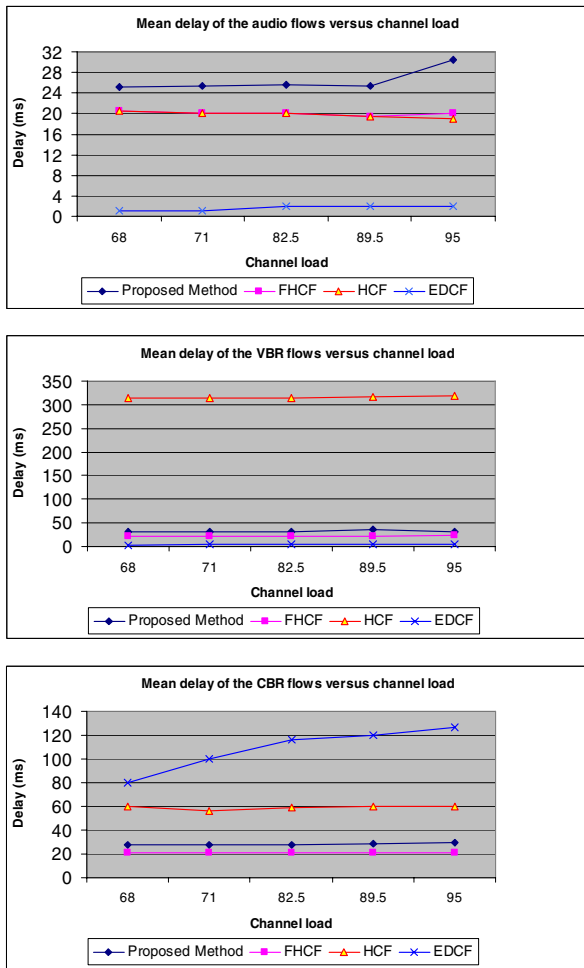 Mean delay of the audio flows versus channel load
32
28
24
20
16
12
8
4
0
Delay (ms)
68 71 82.5 89.5 95
Channel load
Proposed Method FHCF HCF EDCF
Mean delay of the VBR flows versus channel load
350
300
250
200
150
100
50
0
Delay (ms)
68 71 82.5 89.5 95
Channel load
Proposed Method FHCF HCF EDCF
Mean delay of the CBR flows versus channel load
140
120
100
80
60
40
20
0
Delay (ms)
68 71 82.5 89.5 95
Channel load
Proposed Method FHCF HCF EDCF